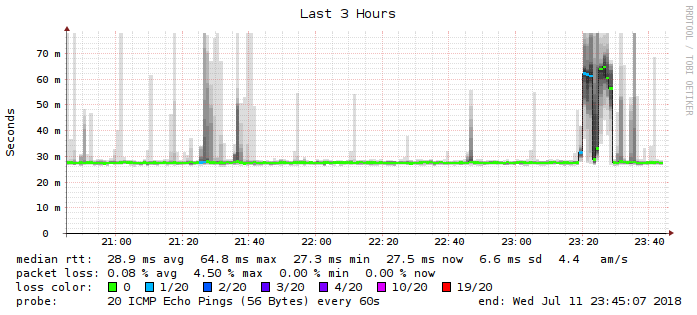 Last 3 Hours
RRDTOOL / TOBI OETIKER
Seconds
70 m
60 m
50 m
40 m
30 m
20 m
10 m
0
21:00 21:20 21:40 22:00 22:20 22:40 23:00 23:20 23:40
median rtt: 28.9 ms avg 64.8 ms max 27.3 ms min 27.5 ms now 6.6 ms sd 4.4 am/s
packet loss: 0.08 % avg 4.50 % max 0.00 % min 0.00 % now
loss color: 0 1/20 2/20 3/20 4/20 10/20 19/20
probe: 20 ICMP Echo Pings (56 Bytes) every 60s end: Wed Jul 11 23:45:07 2018